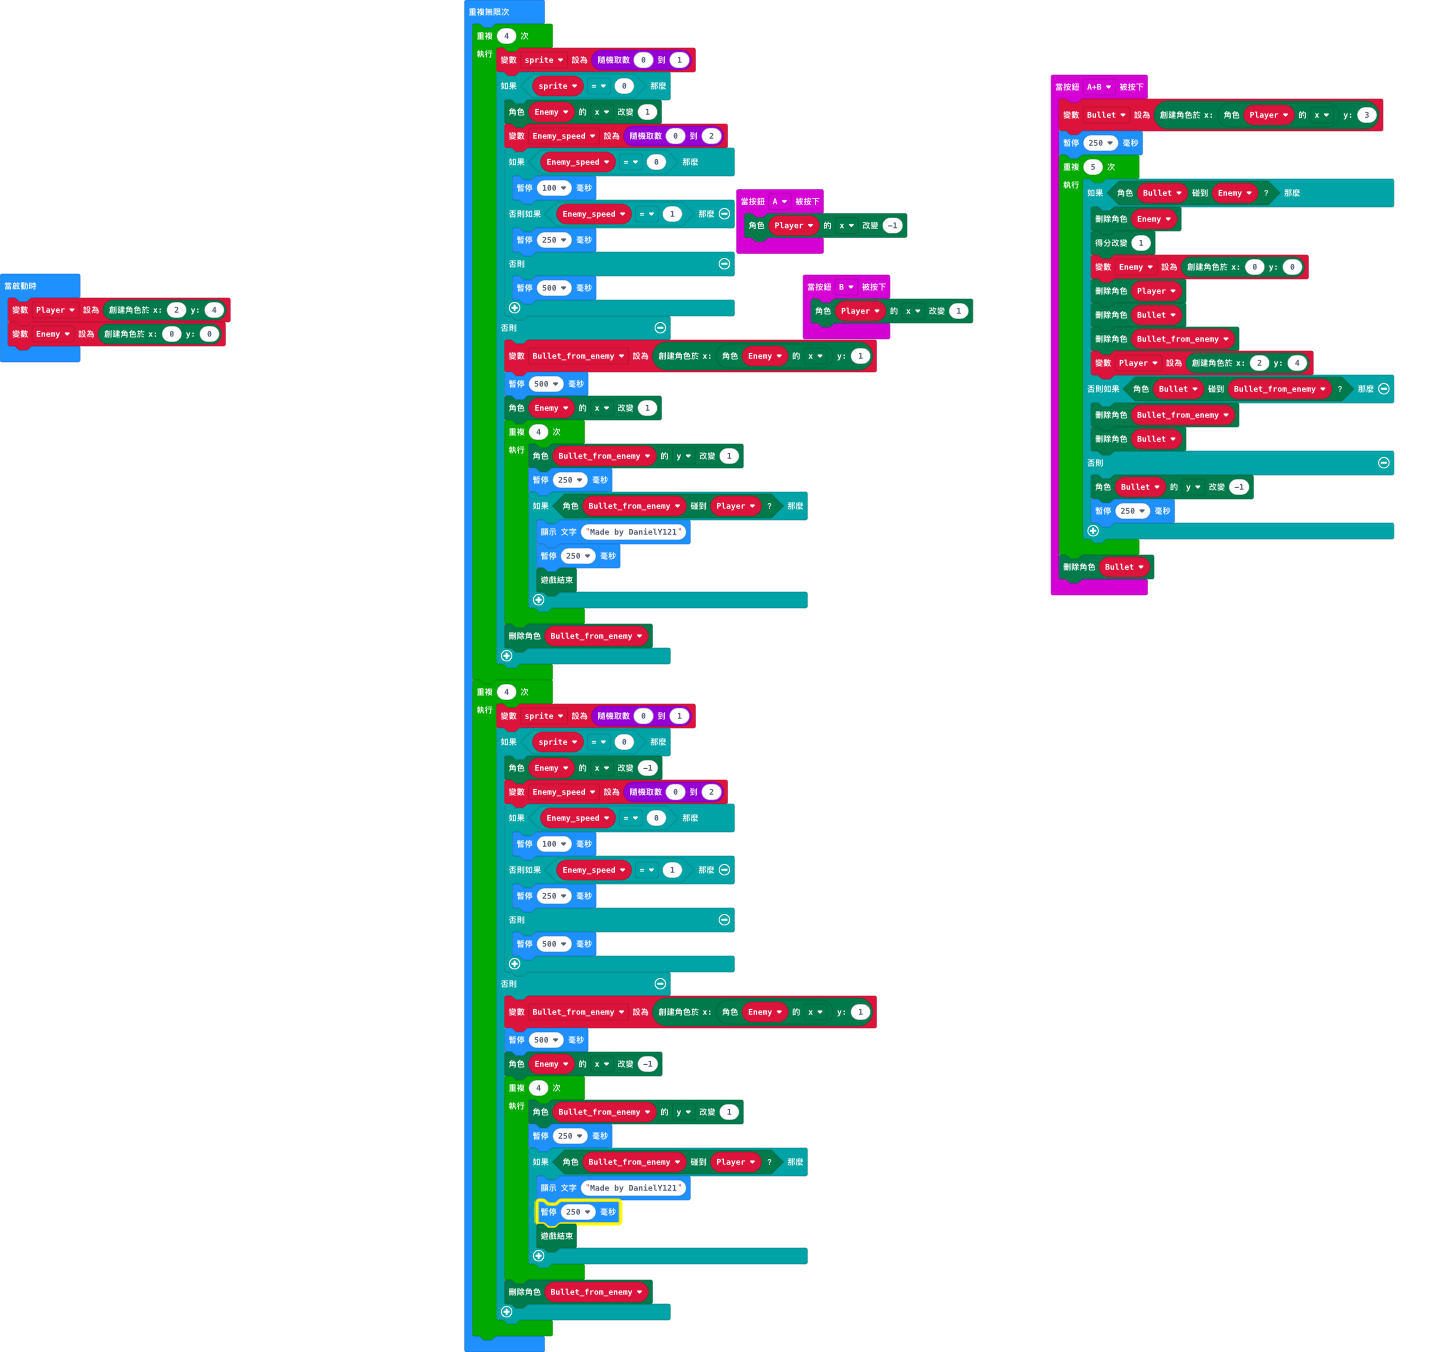 當啟動時
變數 Player 設為 創建角色於 x: 2 y: 4
變數 Enemy 設為 創建角色於 x: 0 y: 0
重複無限次
重複 4 次
執行
變數 sprite 設為 隨機取數 0 到 1
如果 sprite = 0 那麼
角色 Enemy 的 x 改變 1
變數 Enemy_speed 設為 隨機取數 0 到 2
如果 Enemy_speed = 0 那麼
暫停 100 毫秒
否則如果 Enemy_speed = 1 那麼
暫停 250 毫秒
否則
暫停 500 毫秒
否則
變數 Bullet_from_enemy 設為 創建角色於 x: 角色 Enemy 的 x y: 1
暫停 500 毫秒
角色 Enemy 的 x 改變 1
重複 4 次
執行
角色 Bullet_from_enemy 的 y 改變 1
暫停 250 毫秒
如果 角色 Bullet_from_enemy 碰到 Player ? 那麼
顯示 文字 "Made by DanielY121"
暫停 250 毫秒
遊戲結束
刪除角色 Bullet_from_enemy
重複 4 次
執行
變數 sprite 設為 隨機取數 0 到 1
如果 sprite = 0 那麼
角色 Enemy 的 x 改變 -1
變數 Enemy_speed 設為 隨機取數 0 到 2
如果 Enemy_speed = 0 那麼
暫停 100 毫秒
否則如果 Enemy_speed = 1 那麼
暫停 250 毫秒
否則
暫停 500 毫秒
否則
變數 Bullet_from_enemy 設為 創建角色於 x: 角色 Enemy 的 x y: 1
暫停 500 毫秒
角色 Enemy 的 x 改變 -1
重複 4 次
執行
角色 Bullet_from_enemy 的 y 改變 1
暫停 250 毫秒
如果 角色 Bullet_from_enemy 碰到 Player ? 那麼
顯示 文字 "Made by DanielY121"
暫停 250 毫秒
遊戲結束
刪除角色 Bullet_from_enemy
當按鈕 A 被按下
角色 Player 的 x 改變 -1
當按鈕 B 被按下
角色 Player 的 x 改變 1
當按鈕 A+B 被按下
變數 Bullet 設為 創建角色於 x: 角色 Player 的 x y: 3
暫停 250 毫秒
重複 5 次
執行
如果 角色 Bullet 碰到 Enemy ? 那麼
刪除角色 Enemy
得分改變 1
變數 Enemy 設為 創建角色於 x: 0 y: 0
刪除角色 Player
刪除角色 Bullet
刪除角色 Bullet_from_enemy
變數 Player 設為 創建角色於 x: 2 y: 4
否則如果 角色 Bullet 碰到 Bullet_from_enemy ? 那麼
刪除角色 Bullet_from_enemy
刪除角色 Bullet
否則
角色 Bullet 的 y 改變 -1
暫停 250 毫秒
刪除角色 Bullet